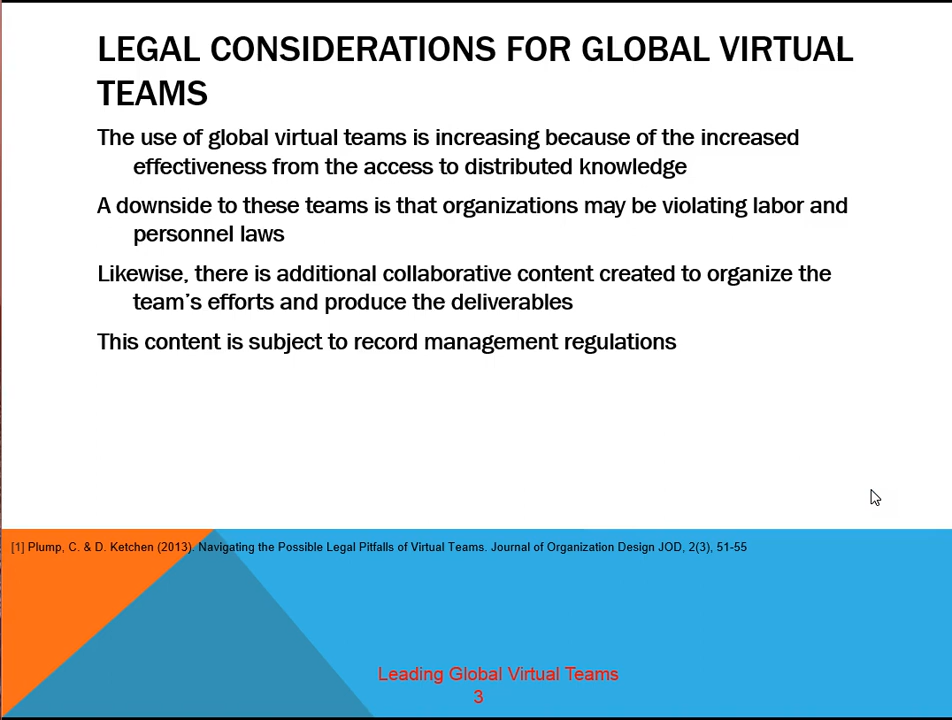 LEGAL CONSIDERATIONS FOR GLOBAL VIRTUAL
TEAMS
The use of global virtual teams is increasing because of the increased
effectiveness from the access to distributed knowledge
A downside to these teams is that organizations may be violating labor and
personnel laws
Likewise, there is additional collaborative content created to organize the
team's efforts and produce the deliverables
This content is subject to record management regulations
[1] Plump, C. & D. Ketchen (2013). Navigating the Possible Legal Pitfalls of Virtual Teams. Journal of Organization Design JOD, 2(3), 51-55
Leading Global Virtual Teams
3